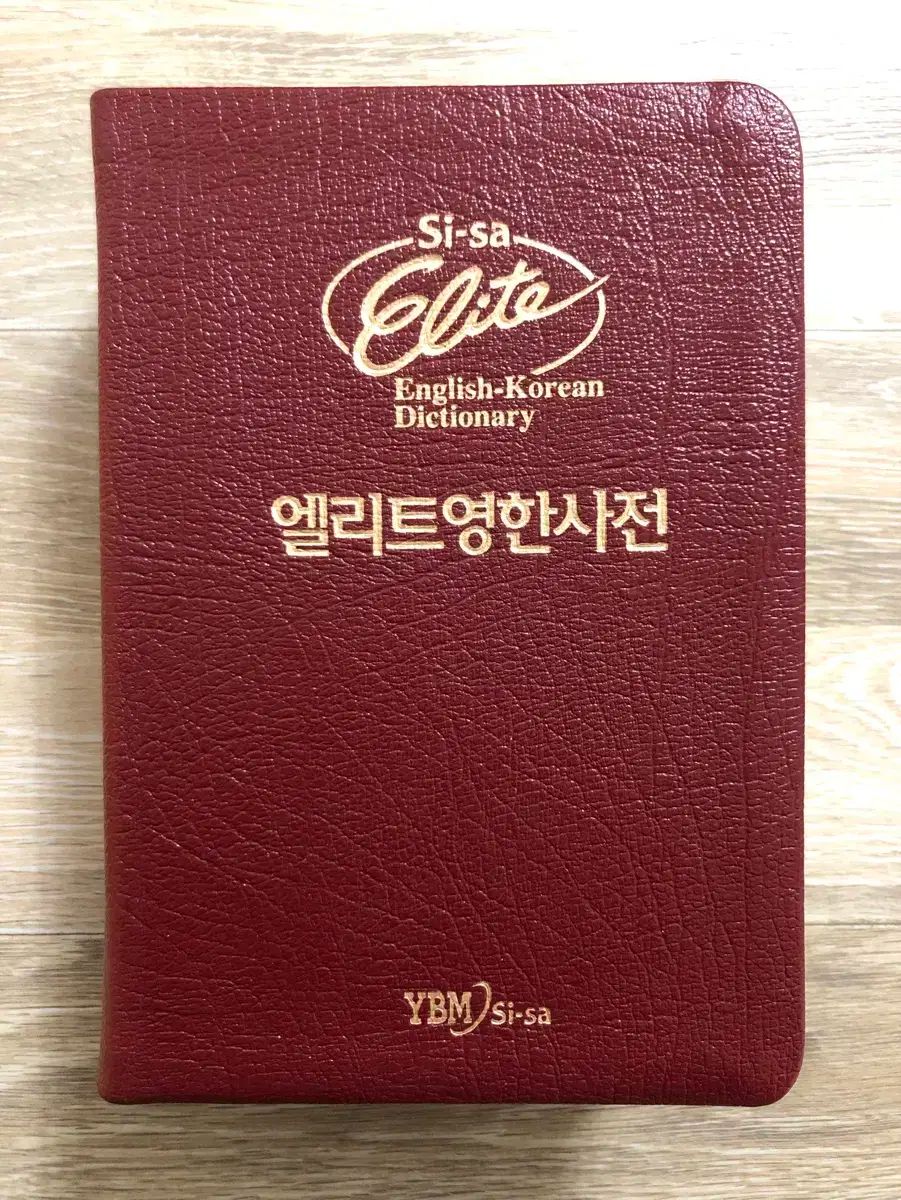 Si-sa
Elite
English-Korean
Dictionary
엘리트영한사전
YBM Si-sa